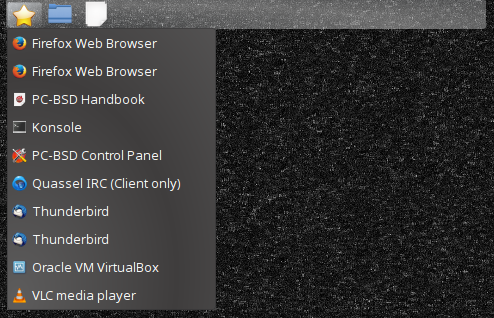 Firefox Web Browser
Firefox Web Browser
PC-BSD Handbook
Konsole
PC-BSD Control Panel
Quassel IRC (Client only)
Thunderbird
Thunderbird
Oracle VM VirtualBox
VLC media player